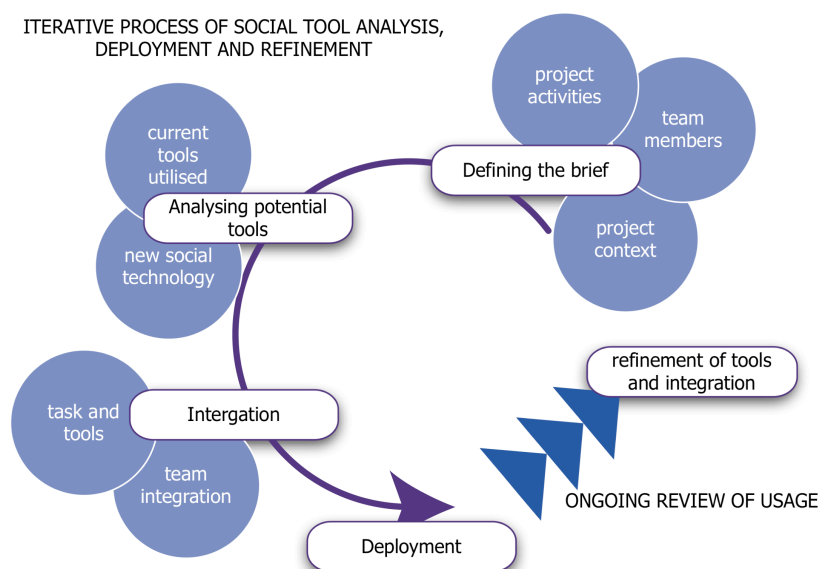 ITERATIVE PROCESS OF SOCIAL TOOL ANALYSIS,
DEPLOYMENT AND REFINEMENT
project
activities
team
members
Defining the brief
project
context
current
tools
utilised
Analysing potential
tools
new social
technology
refinement of tools
and integration
task and
tools
Intergation
team
integration
ONGOING REVIEW OF USAGE
Deployment